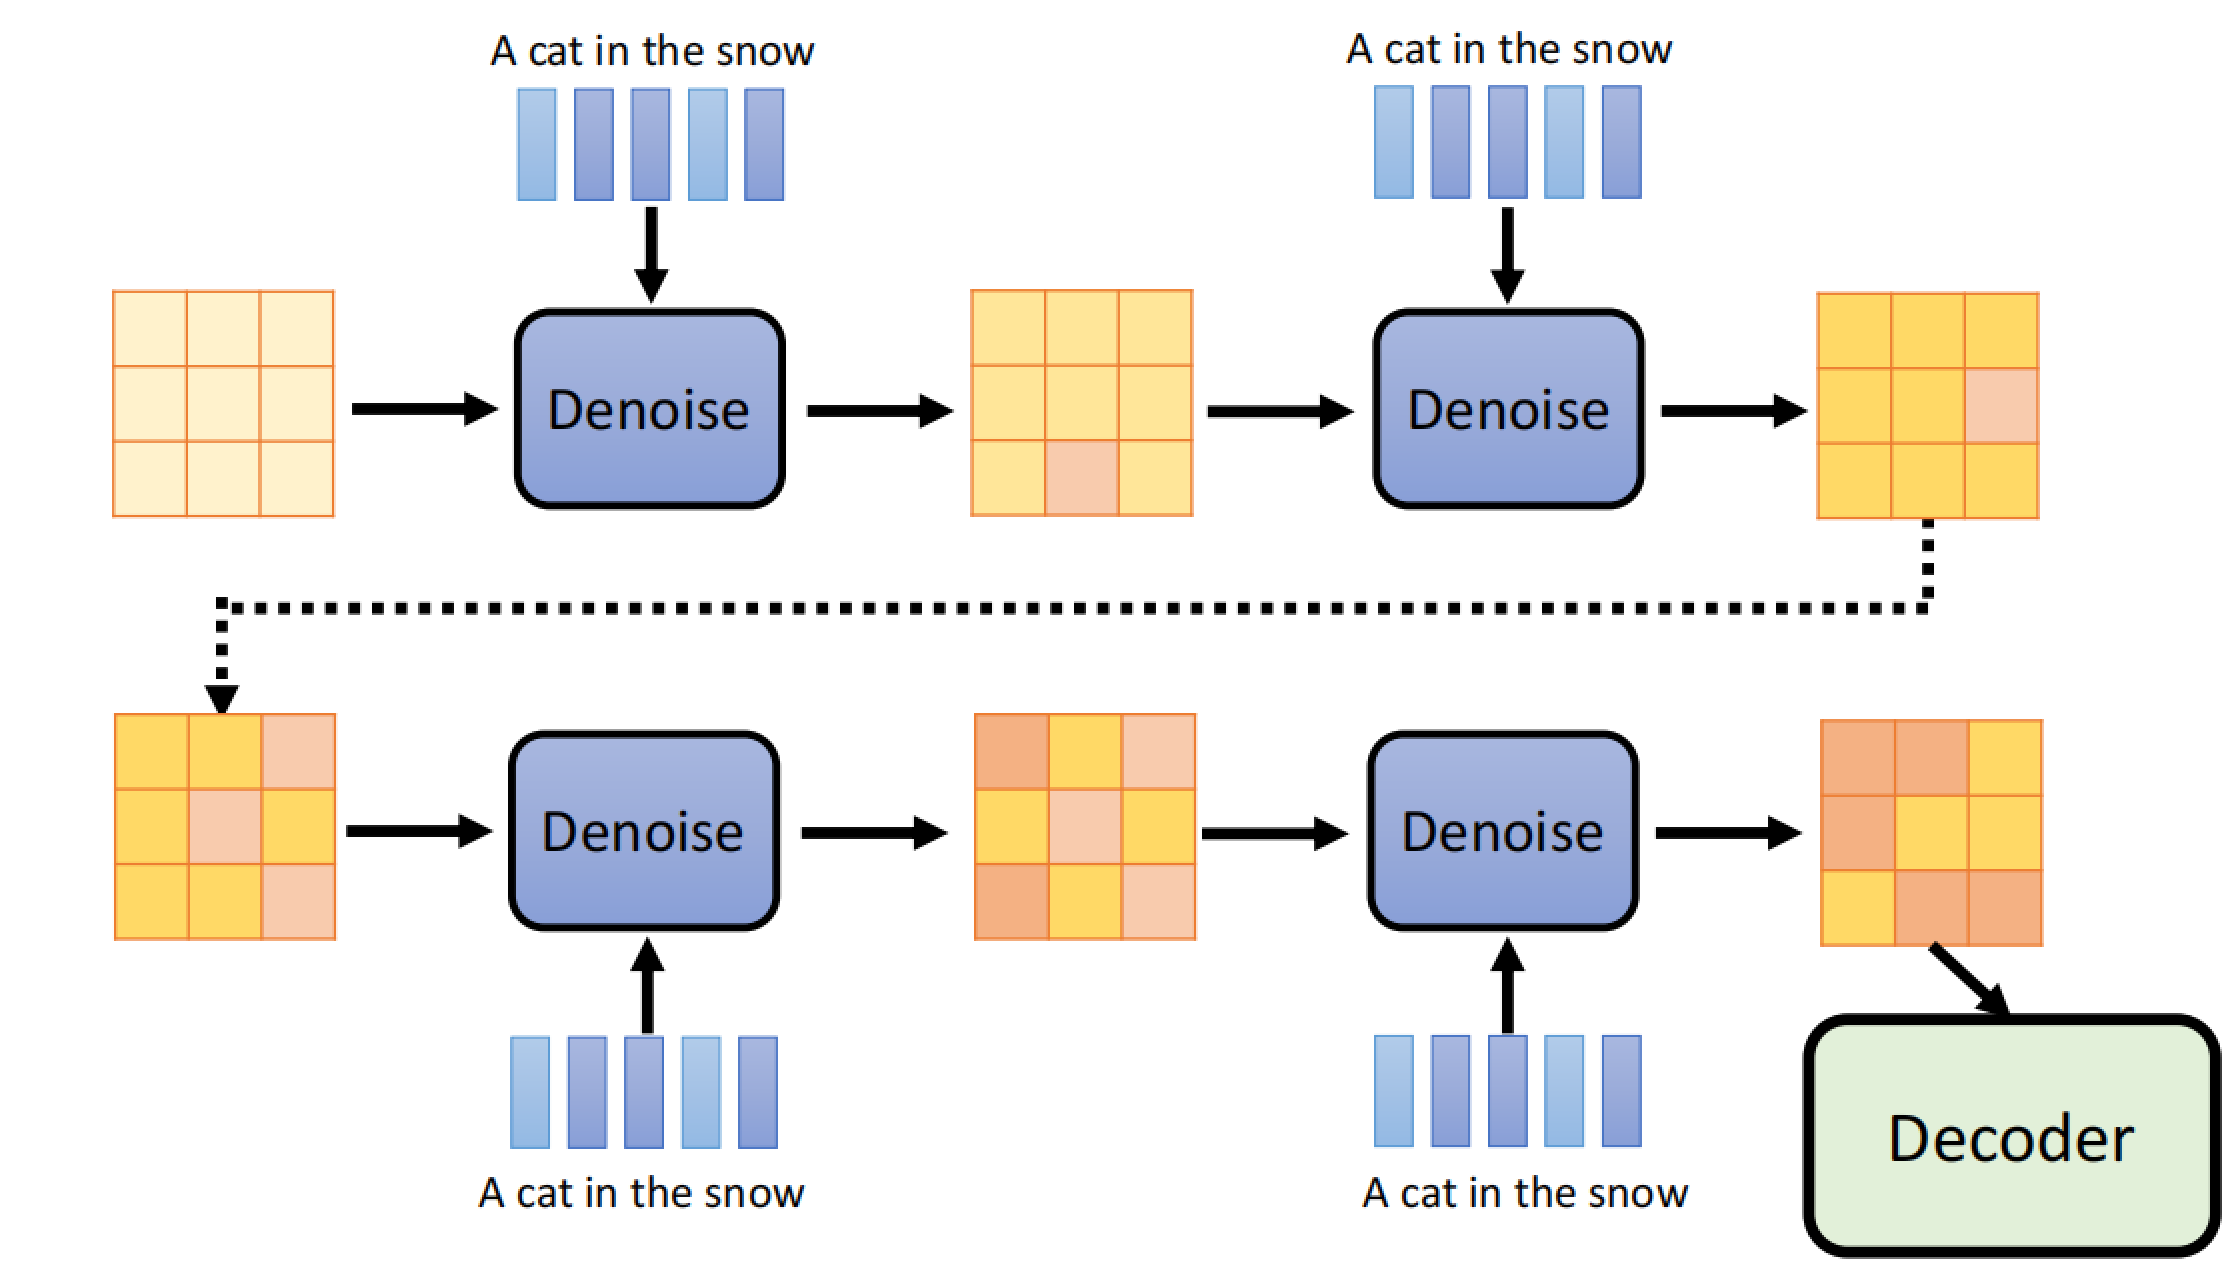 A cat in the snow
A cat in the snow
Denoise
Denoise
Denoise
Denoise
A cat in the snow
A cat in the snow
Decoder